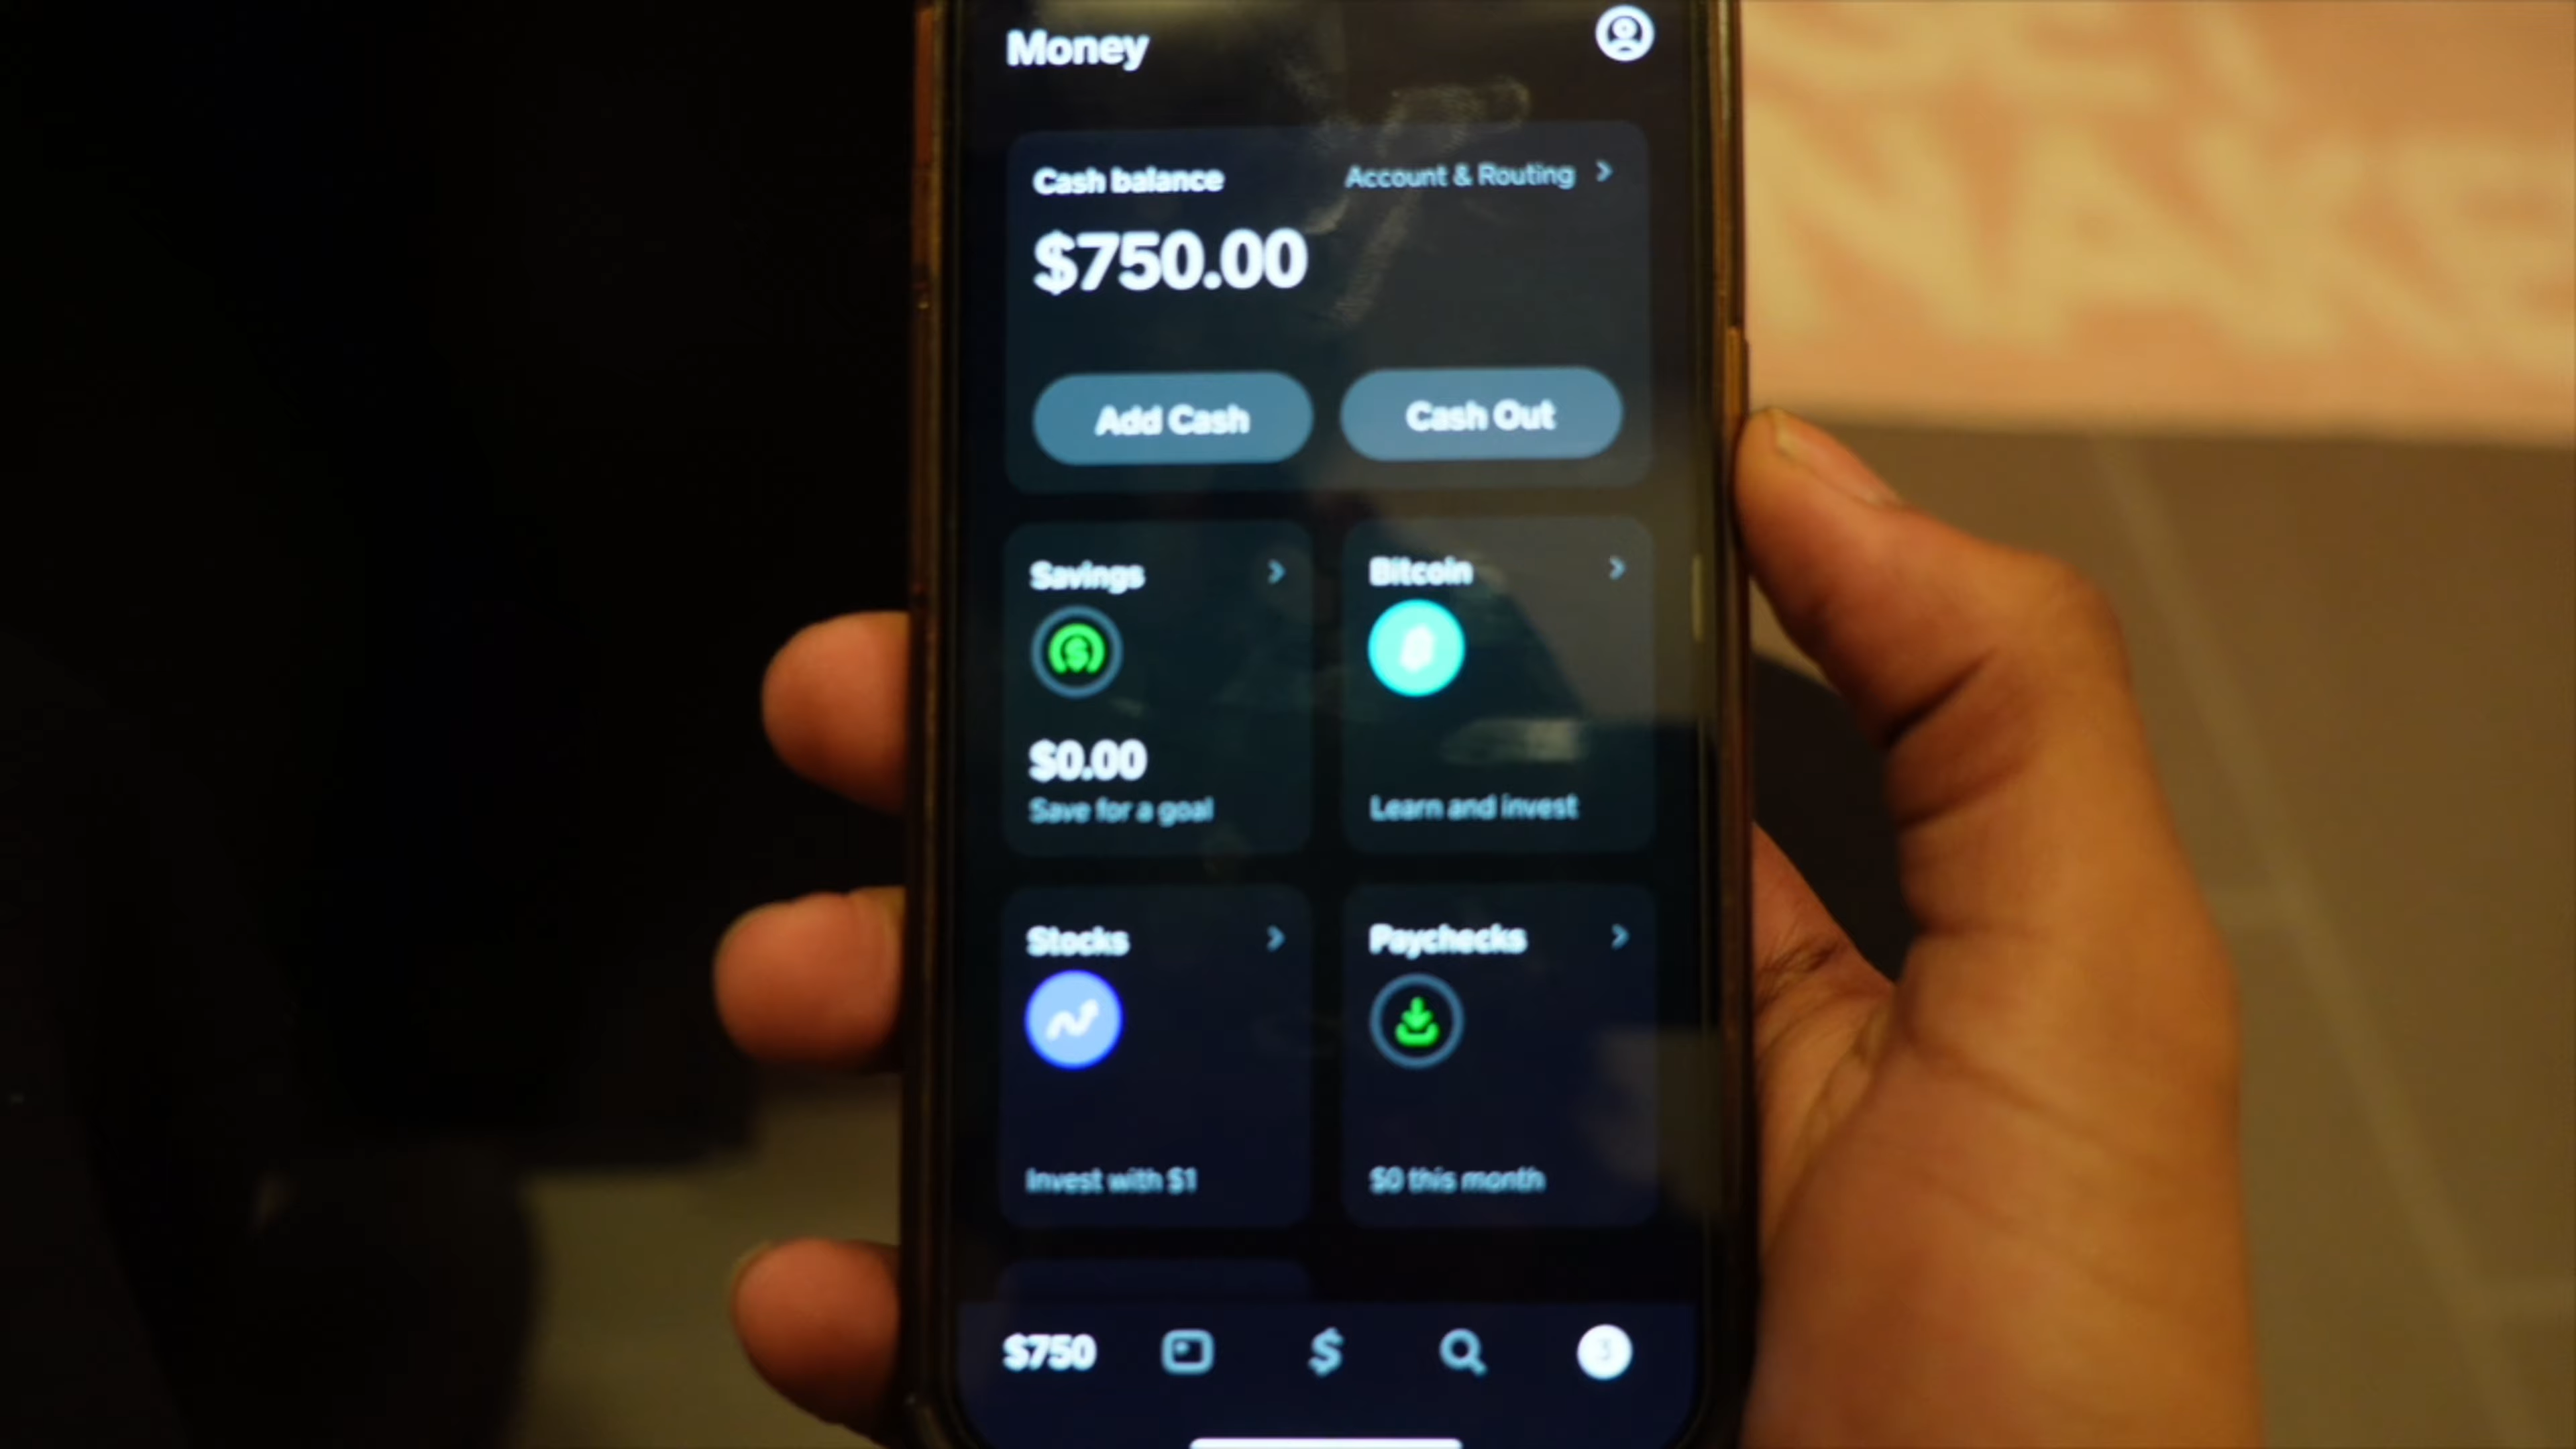 Money
Cash balance
Account & Routing >
$750.00
Add Cash
Cash Out
Savings >
Bitcoin >
$0.00
Save for a goal
Learn and invest
Stocks >
Paychecks >
Invest with $1
$0 this month
$750